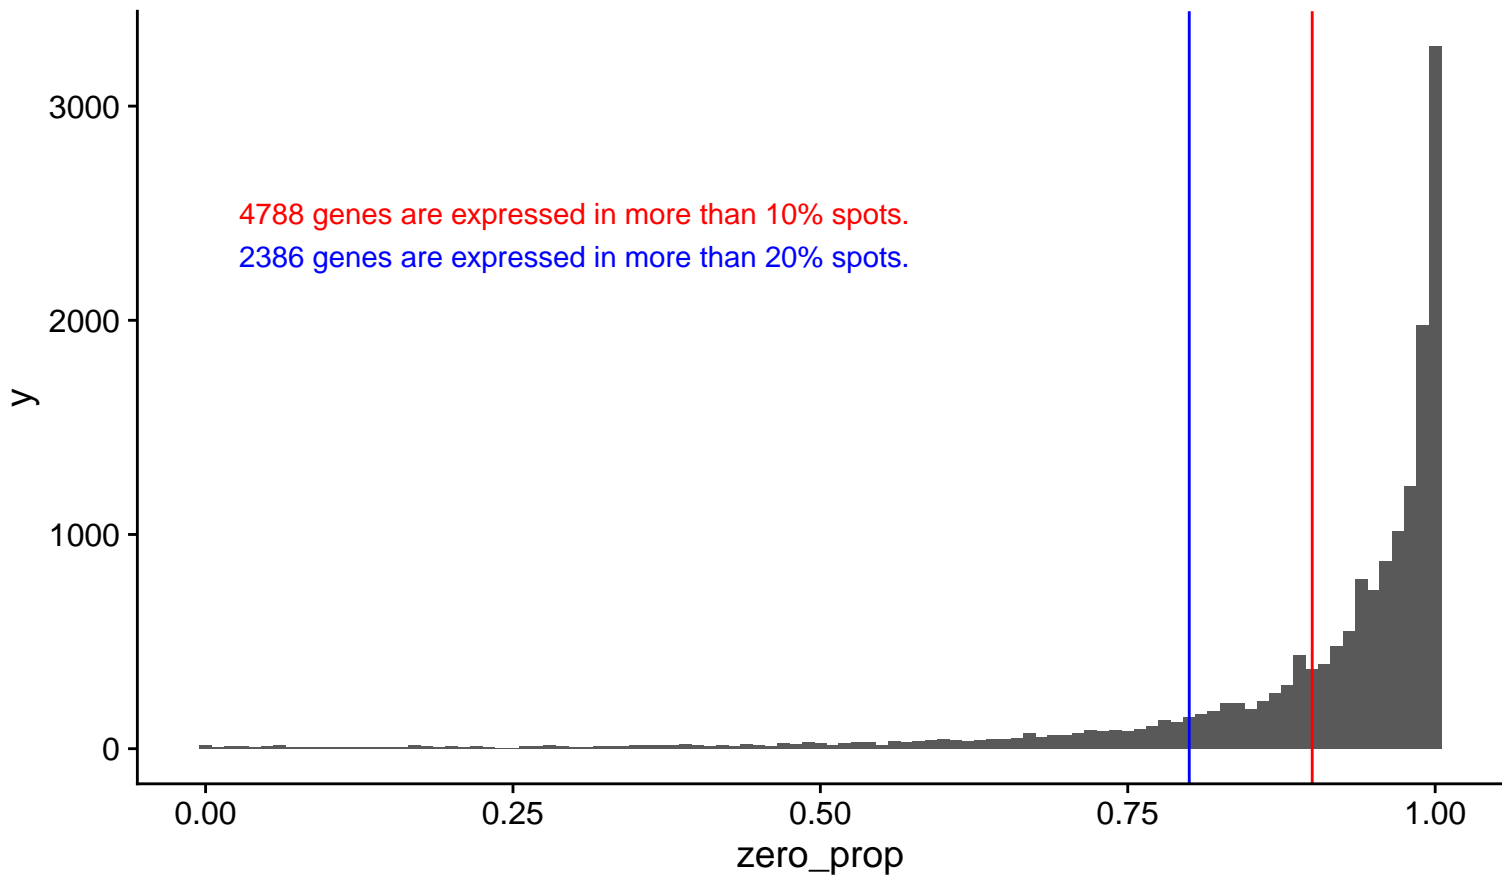 3000
2000
1000
0
y
4788 genes are expressed in more than 10% spots.
2386 genes are expressed in more than 20% spots.
0.00 0.25 0.50 0.75 1.00
zero_prop